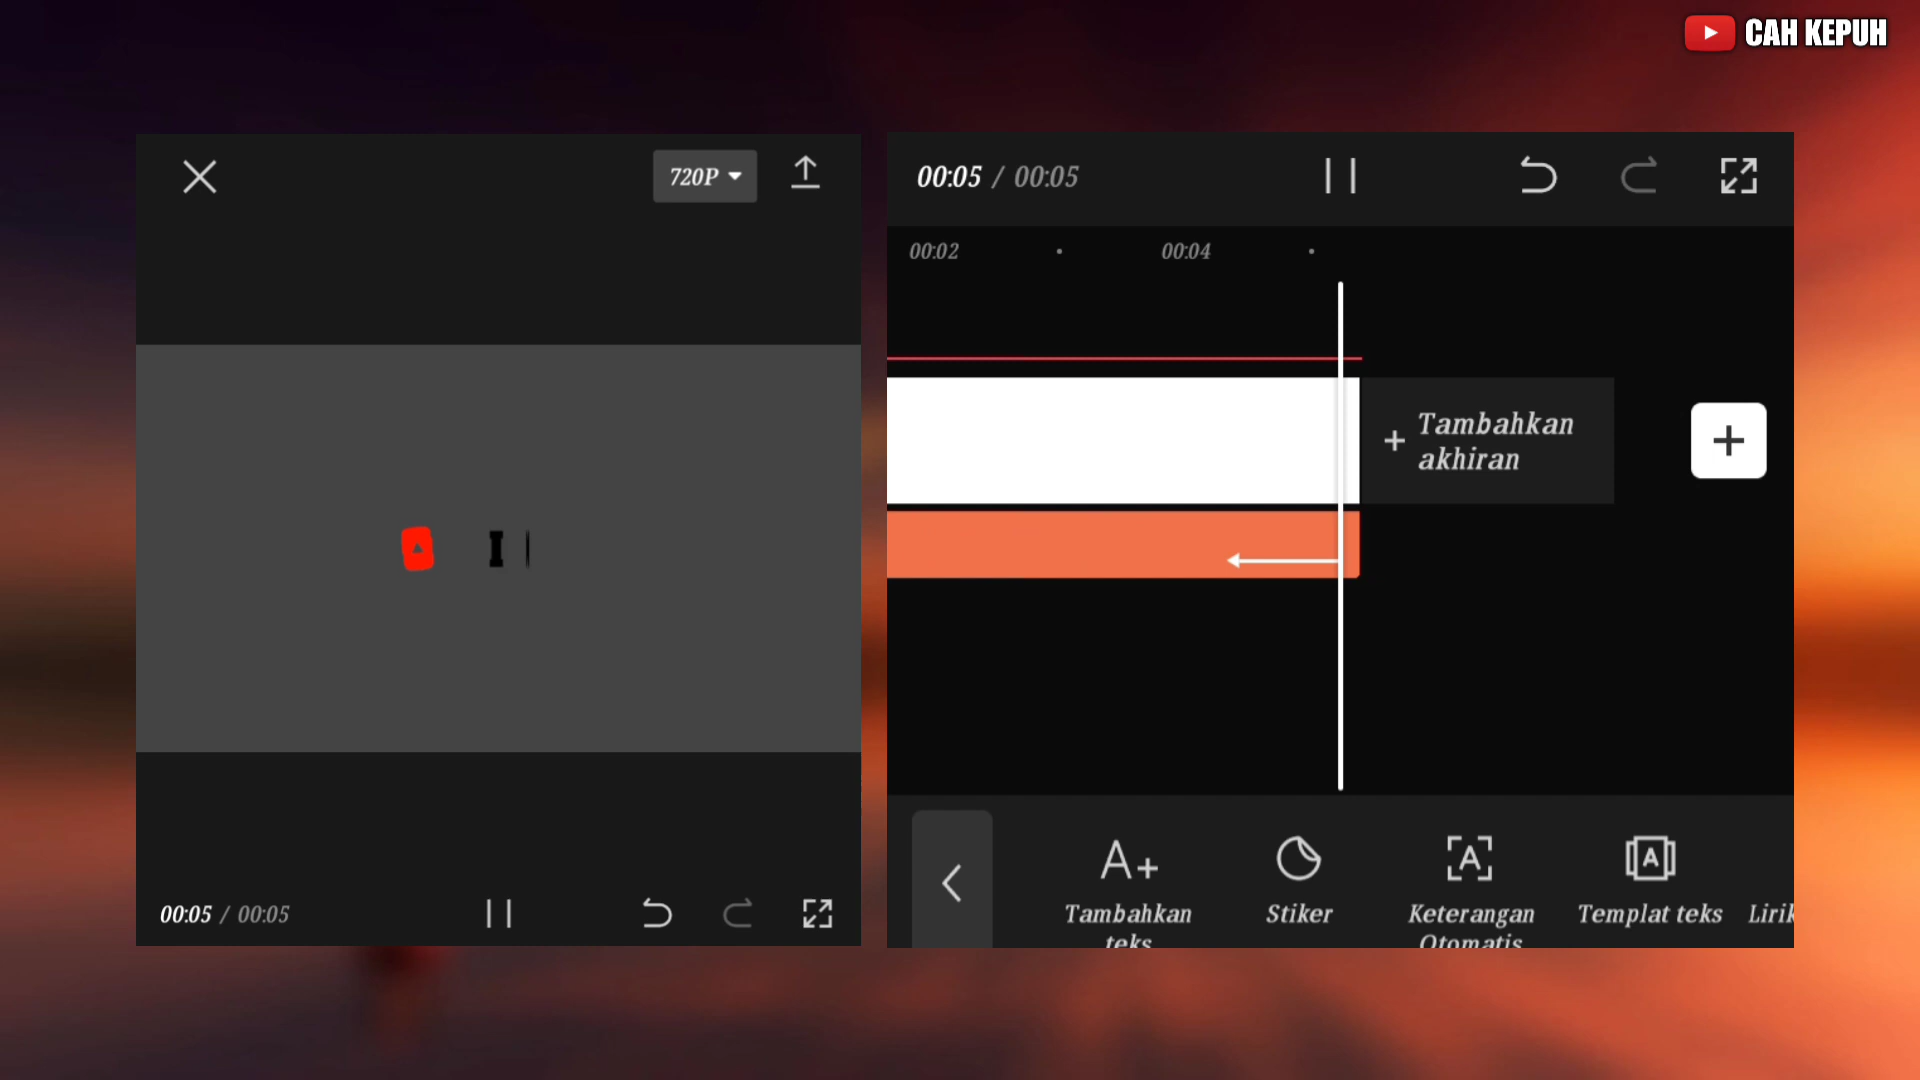 CAH KEPUH
720P
I
00:05 / 00:05
00:05 / 00:05
00:02
00:04
+ Tambahkan
akhiran
A+
Tambahkan
teks
Stiker
A
Keterangan
Otomatis
A
Templat teks